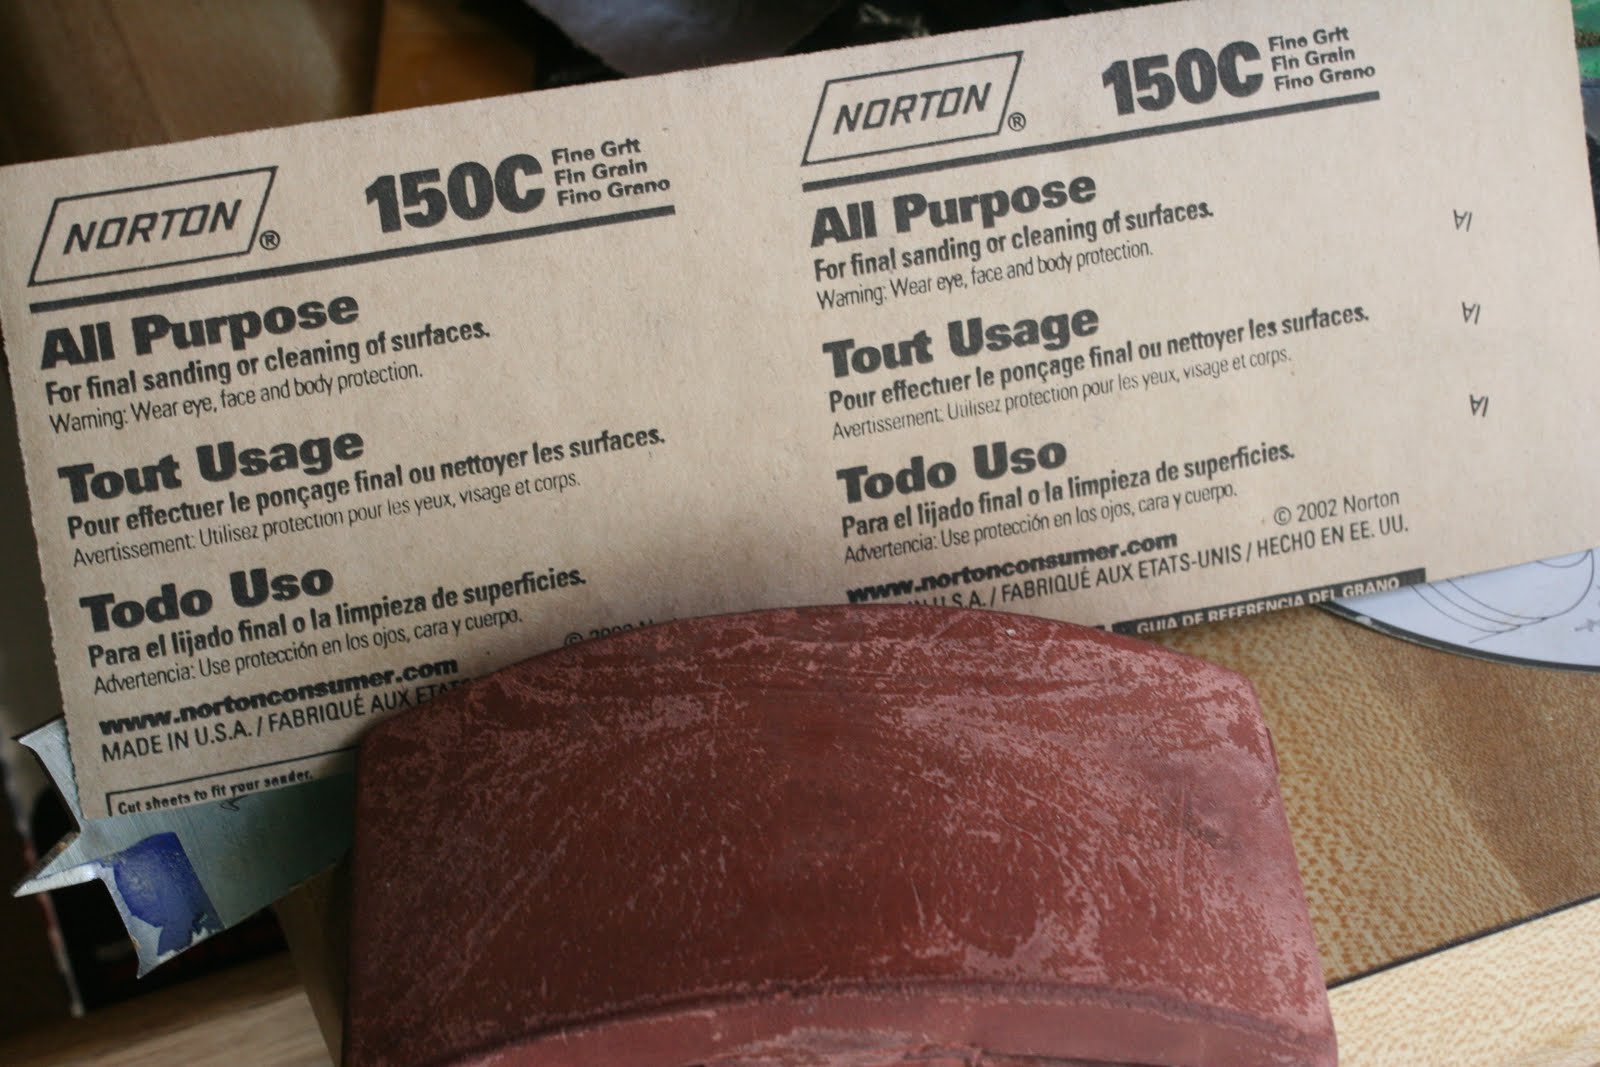 NORTON ®
150C
Fine Grit
Fin Grain
Fino Grano
All Purpose
For final sanding or cleaning of surfaces.
Warning: Wear eye, face and body protection.
Tout Usage
Pour effectuer le ponçage final ou nettoyer les surfaces.
Avertissement: Utilisez protection pour les yeux, visage et corps.
Todo Uso
Para el lijado final o la limpieza de superficies.
Advertencia: Use protección en los ojos, cara y cuerpo.
www.nortonconsumer.com
MADE IN U.S.A. / FABRIQUÉ AUX
Cut sheets to fit your sander.
NORTON ®
150C
Fine Grit
Fin Grain
Fino Grano
All Purpose
For final sanding or cleaning of surfaces.
Warning: Wear eye, face and body protection.
Tout Usage
Pour effectuer le ponçage final ou nettoyer les surfaces.
Avertissement: Utilisez protection pour les yeux, visage et corps.
Todo Uso
Para el lijado final o la limpieza de superficies.
Advertencia: Use protección en los ojos, cara y cuerpo.
© 2002 Norton
www.nortonconsumer.com
U.S.A. / FABRIQUÉ AUX ETATS-UNIS / HECHO EN EE. UU.
GUIA DE REFERENCIA DEL GRANO